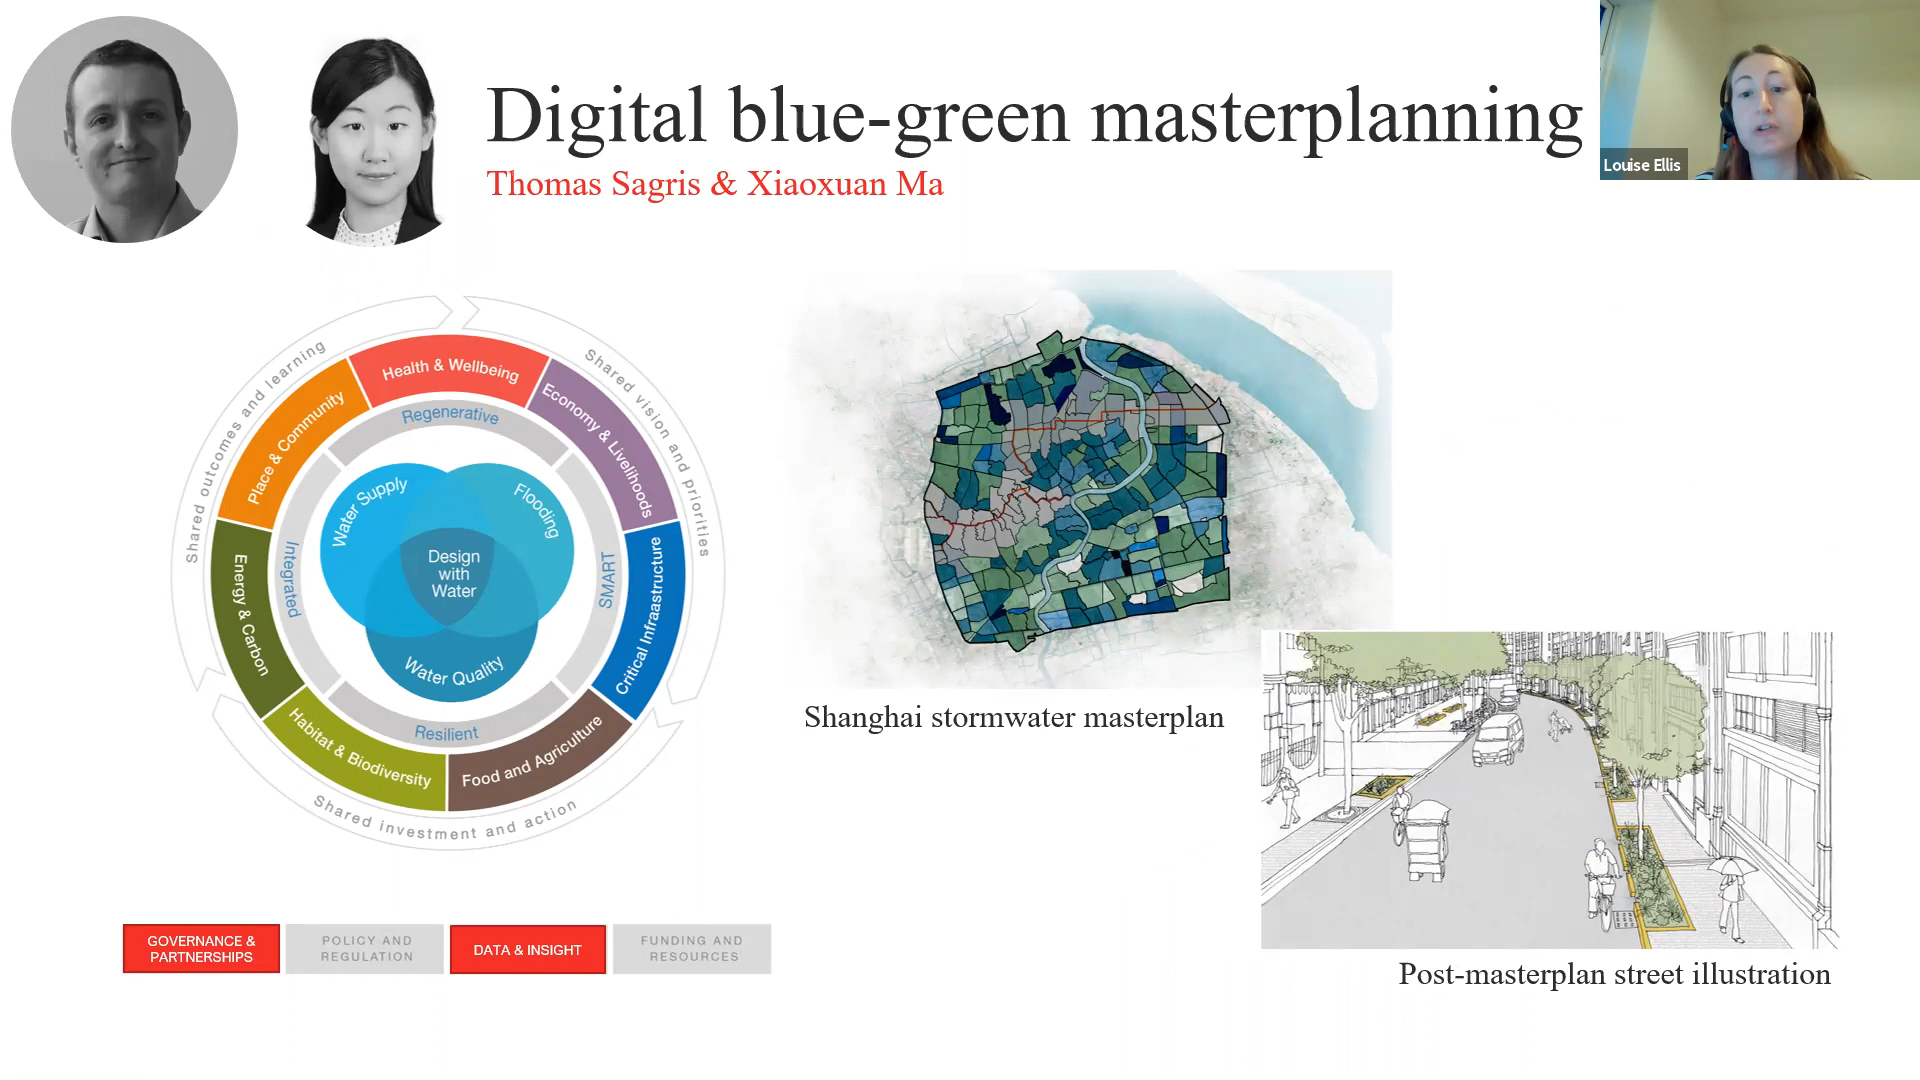 Digital blue-green masterplanning
Thomas Sagris & Xiaoxuan Ma
Louise Ellis
Shared outcomes and learning
Shared vision and priorities
Shared investment and action
Health & Wellbeing
Economy & Livelihoods
Critical Infraastructure
Food and Agriculture
Habitat & Biodiversity
Energy & Carbon
Place & Community
Regenerative
SMART
Resilient
Integrated
Water Supply
Flooding
Water Quality
Design
with
Water
GOVERNANCE &
PARTNERSHIPS
POLICY AND
REGULATION
DATA & INSIGHT
FUNDING AND
RESOURCES
Shanghai stormwater masterplan
Post-masterplan street illustration